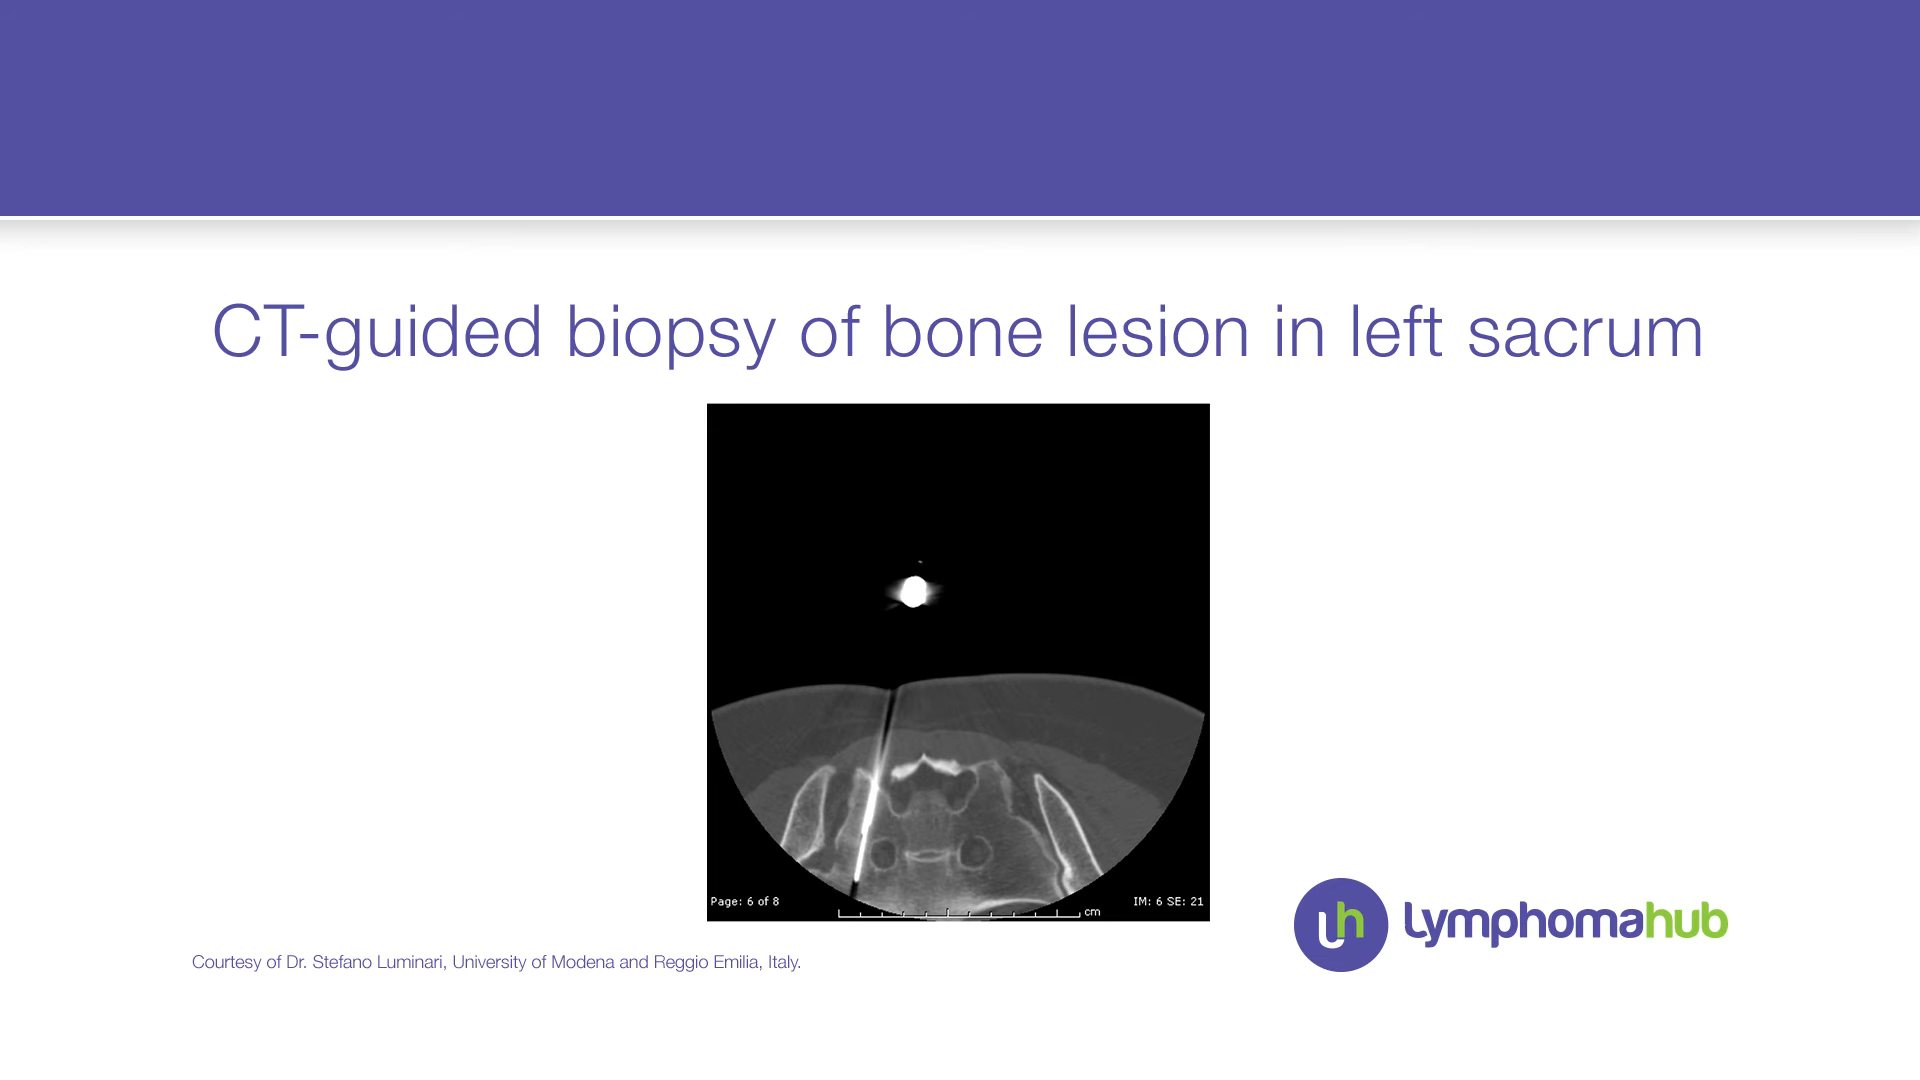 CT-guided biopsy of bone lesion in left sacrum
Page: 6 of 8
cm
IM: 6 SE: 21
Lh lymphomahub
Courtesy of Dr. Stefano Luminari, University of Modena and Reggio Emilia, Italy.